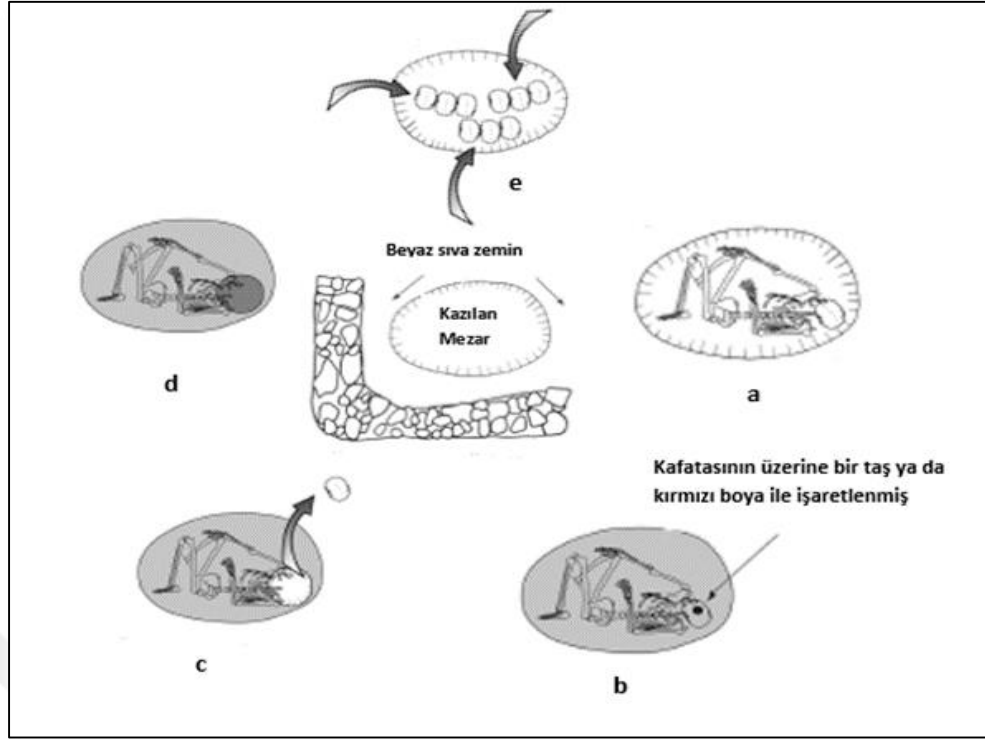 e
Beyaz sıva zemin
Kazılan
Mezar
d
a
Kafatasının üzerine bir taş ya da
kırmızı boya ile işaretlenmiş
c
b